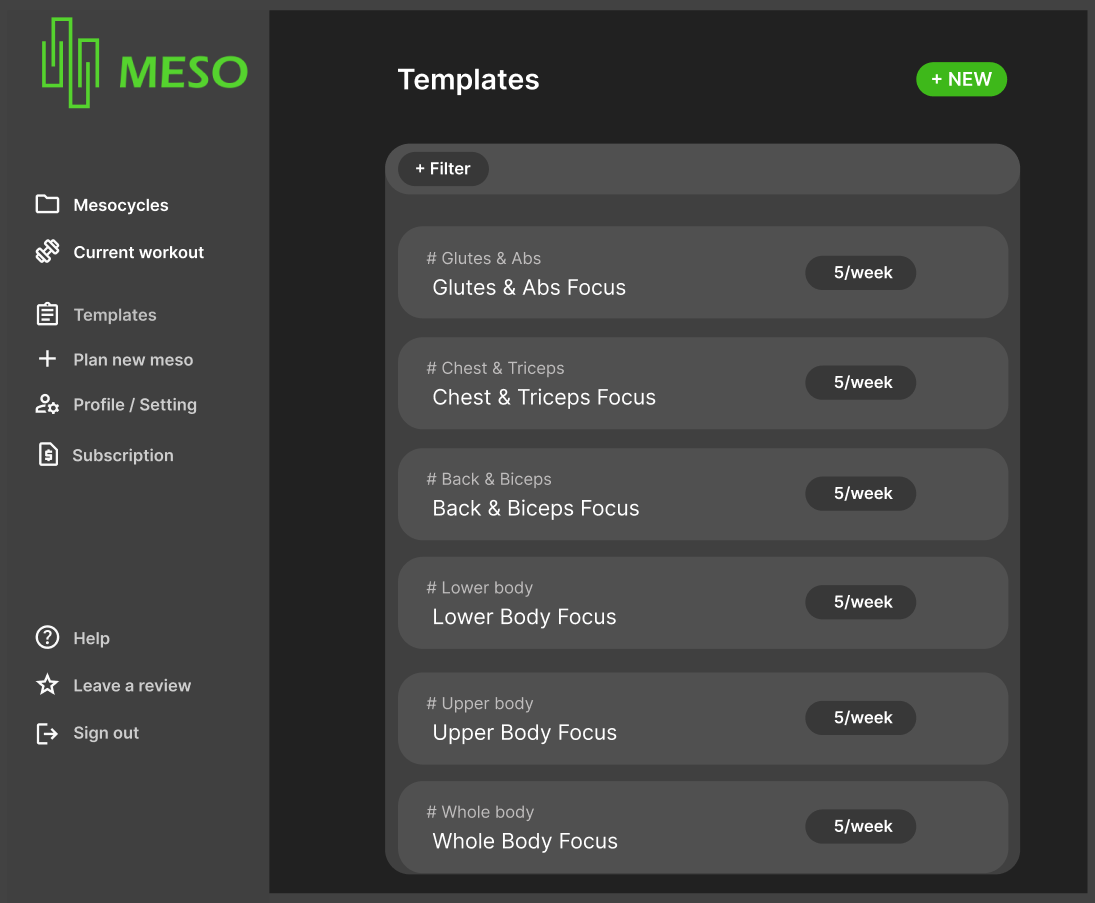 MESO
Mesocycles
Current workout
Templates
Plan new meso
Profile / Setting
Subscription
Help
Leave a review
Sign out
Templates
+ NEW
+ Filter
# Glutes & Abs
Glutes & Abs Focus
5/week
# Chest & Triceps
Chest & Triceps Focus
5/week
# Back & Biceps
Back & Biceps Focus
5/week
# Lower body
Lower Body Focus
5/week
# Upper body
Upper Body Focus
5/week
# Whole body
Whole Body Focus
5/week